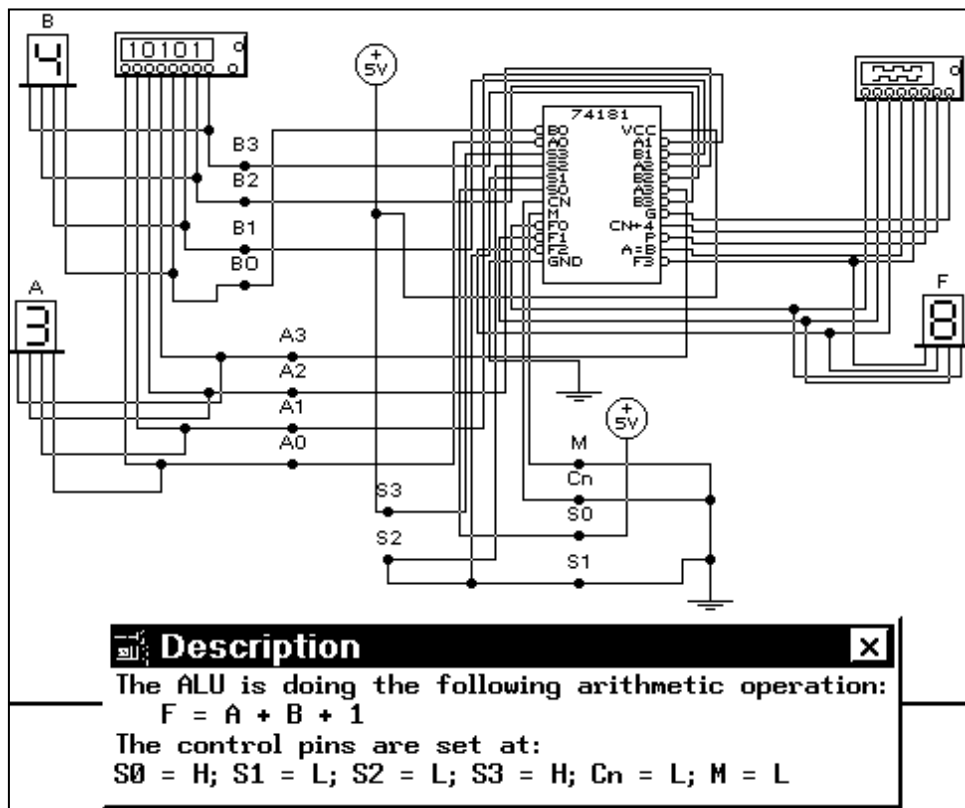 B
4
10101
+
5V
74181
B0 VCC
A0 A1
S3 B1
S2 A2
S1 B2
S0 A3
CN B3
M G
F0 CN+4
F1 P
F2 A=B
GND F3
B3
B2
B1
B0
A
3
F
8
A3
A2
A1
A0
+
5V
M
Cn
S3
S0
S2
S1
Description
The ALU is doing the following arithmetic operation:
F = A + B + 1
The control pins are set at:
S0 = H; S1 = L; S2 = L; S3 = H; Cn = L; M = L